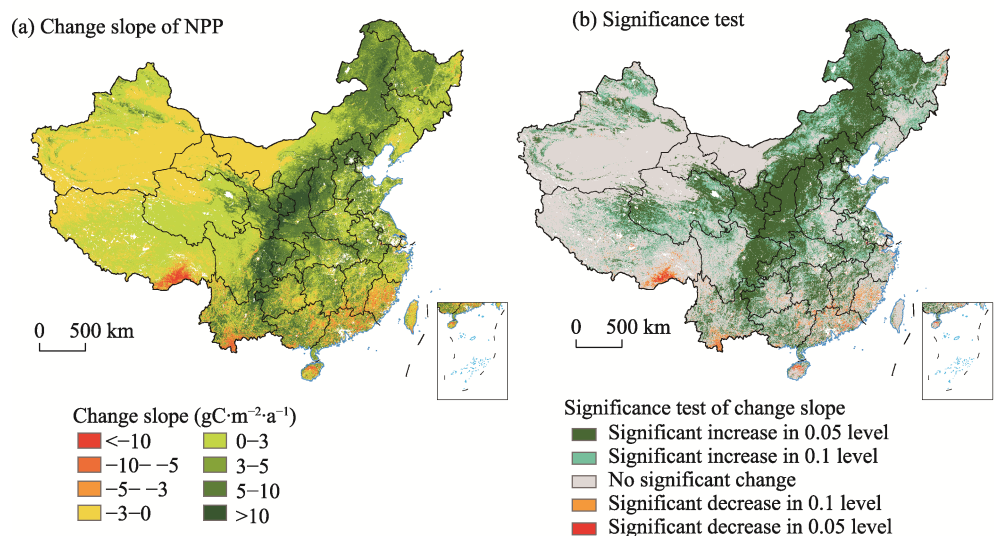 (a) Change slope of NPP
0 500 km
Change slope (gC·m⁻²·a⁻¹)
<−10
−10− −5
−5− −3
−3−0
0−3
3−5
5−10
>10
(b) Significance test
0 500 km
Significance test of change slope
Significant increase in 0.05 level
Significant increase in 0.1 level
No significant change
Significant decrease in 0.1 level
Significant decrease in 0.05 level